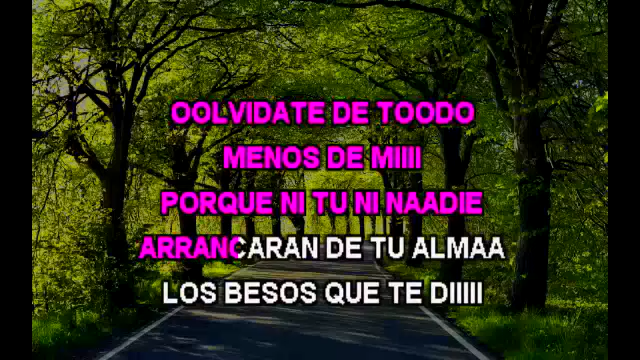 OOLVIDATE DE TOODO
MENOS DE MIIII
PORQUE NI TU NI NAADIE
ARRANCARAN DE TU ALMAA
LOS BESOS QUE TE DIIIII